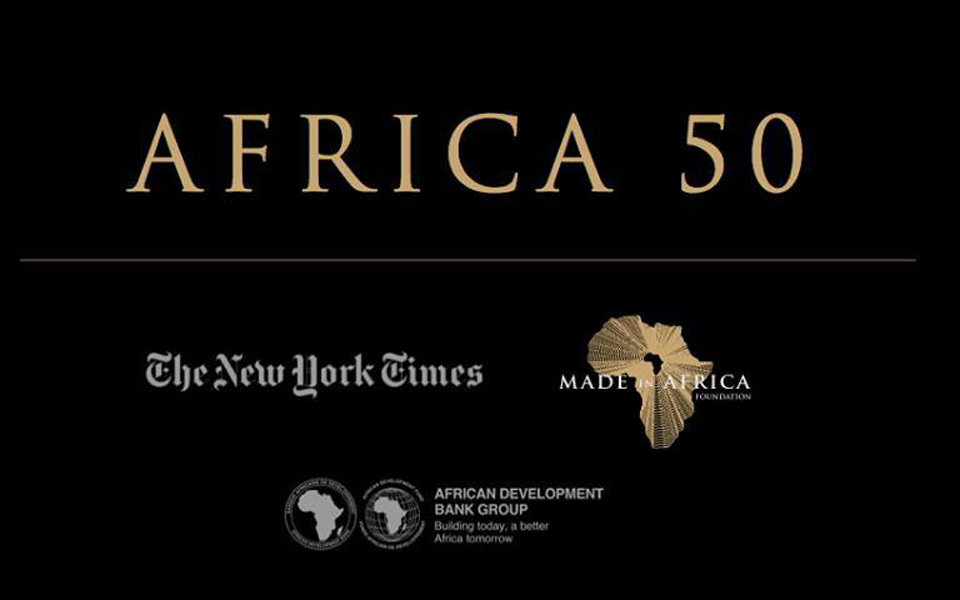 AFRICA 50
The New York Times
MADE IN AFRICA
FOUNDATION
AFRICAN DEVELOPMENT
BANK GROUP
Building today, a better
Africa tomorrow